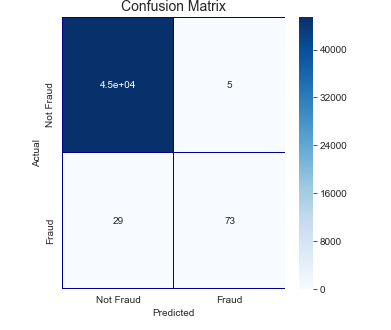 Confusion Matrix
40000
32000
24000
16000
8000
0
Actual
Not Fraud
Fraud
4.5e+04
5
29
73
Not Fraud
Fraud
Predicted